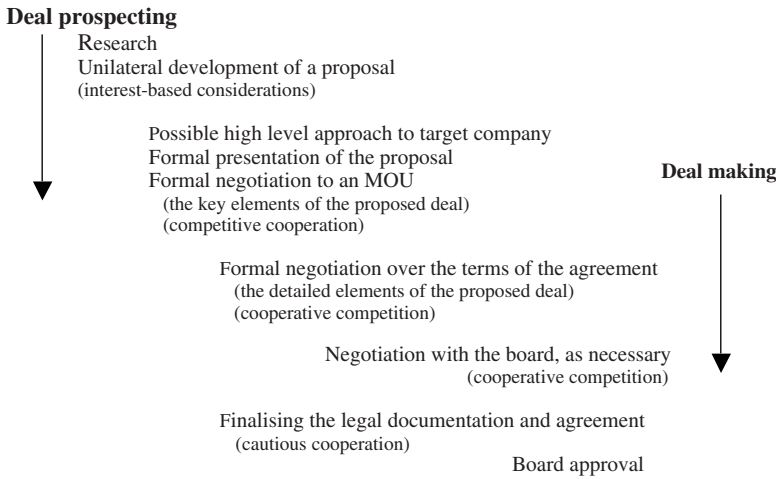 Deal prospecting
Research
Unilateral development of a proposal
(interest-based considerations)
Possible high level approach to target company
Formal presentation of the proposal
Formal negotiation to an MOU
(the key elements of the proposed deal)
(competitive cooperation)
Deal making
Formal negotiation over the terms of the agreement
(the detailed elements of the proposed deal)
(cooperative competition)
Negotiation with the board, as necessary
(cooperative competition)
Finalising the legal documentation and agreement
(cautious cooperation)
Board approval